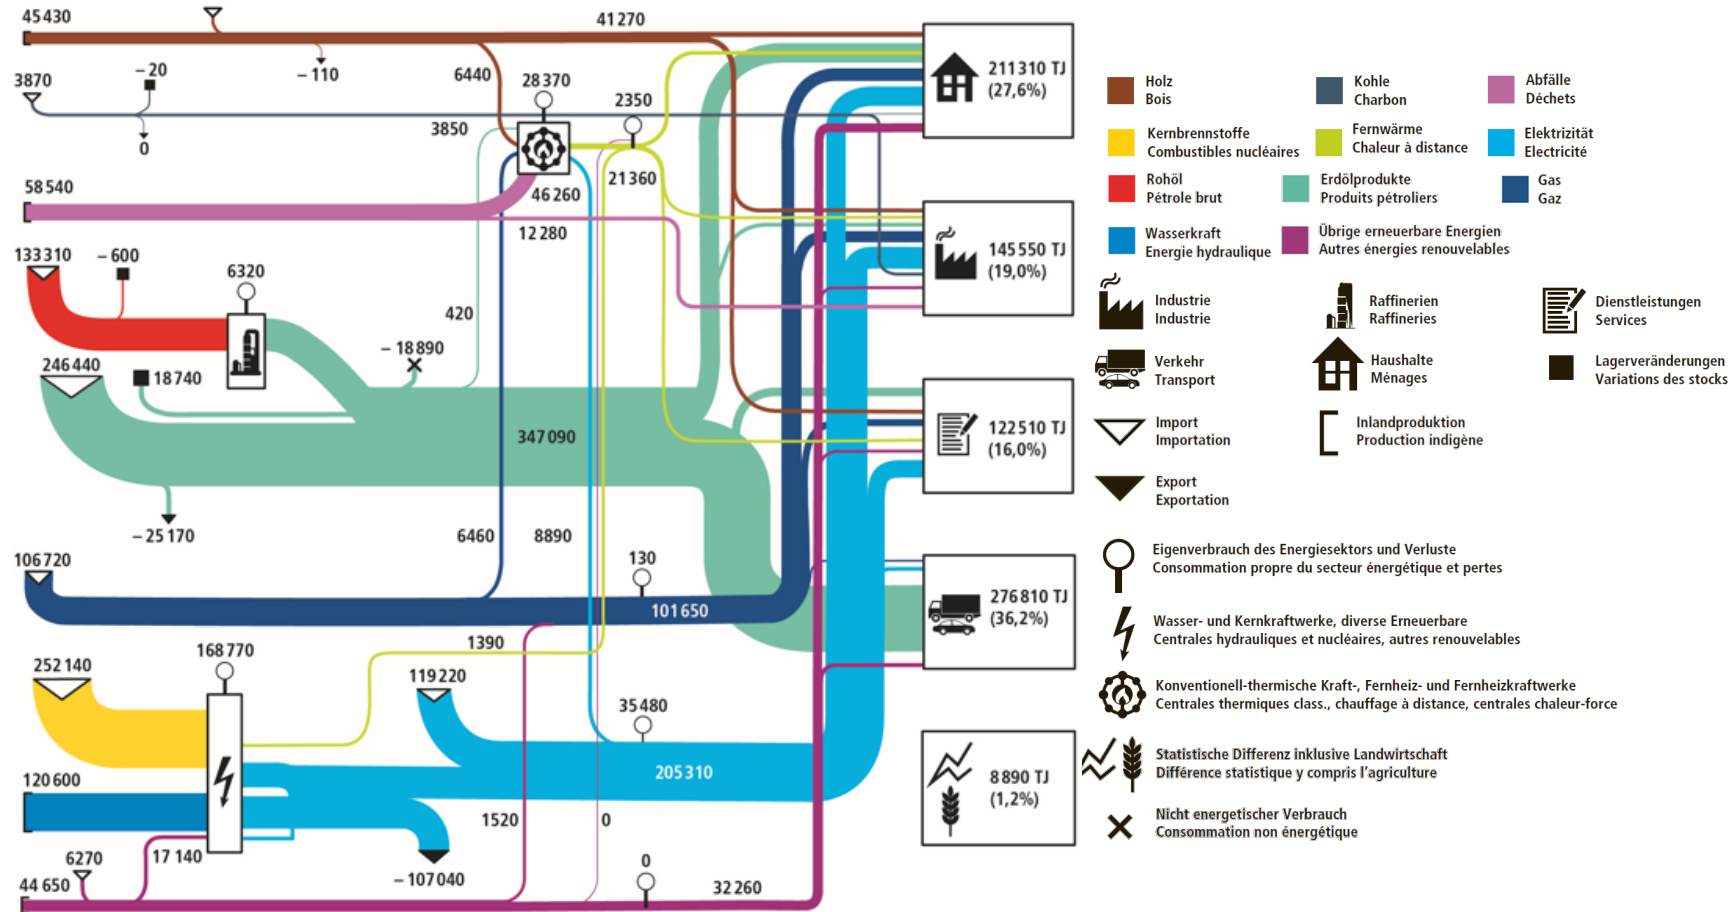 45 430
41 270
– 110
6440
3870
– 20
0
28 370
2350
3850
46 260
21 360
58 540
12 280
133 310
– 600
6320
420
– 18 890
246 440
18 740
347 090
– 25 170
6460
8890
106 720
130
101 650
1390
252 140
168 770
119 220
35 480
205 310
120 600
1520
0
6270
17 140
– 107 040
44 650
0
32 260
211 310 TJ
(27,6%)
145 550 TJ
(19,0%)
122 510 TJ
(16,0%)
276 810 TJ
(36,2%)
8 890 TJ
(1,2%)
Holz
Bois
Kohle
Charbon
Abfälle
Déchets
Kernbrennstoffe
Combustibles nucléaires
Fernwärme
Chaleur à distance
Elektrizität
Electricité
Rohöl
Pétrole brut
Erdölprodukte
Produits pétroliers
Gas
Gaz
Wasserkraft
Energie hydraulique
Übrige erneuerbare Energien
Autres énergies renouvelables
Industrie
Industrie
Raffinerien
Raffineries
Dienstleistungen
Services
Verkehr
Transport
Haushalte
Ménages
Lagerveränderungen
Variations des stocks
Import
Importation
Inlandproduktion
Production indigène
Export
Exportation
Eigenverbrauch des Energiesektors und Verluste
Consommation propre du secteur énergétique et pertes
Wasser- und Kernkraftwerke, diverse Erneuerbare
Centrales hydrauliques et nucléaires, autres renouvelables
Konventionell-thermische Kraft-, Fernheiz- und Fernheizkraftwerke
Centrales thermiques class., chauffage à distance, centrales chaleur-force
Statistische Differenz inklusive Landwirtschaft
Différence statistique y compris l'agriculture
Nicht energetischer Verbrauch
Consommation non énergétique